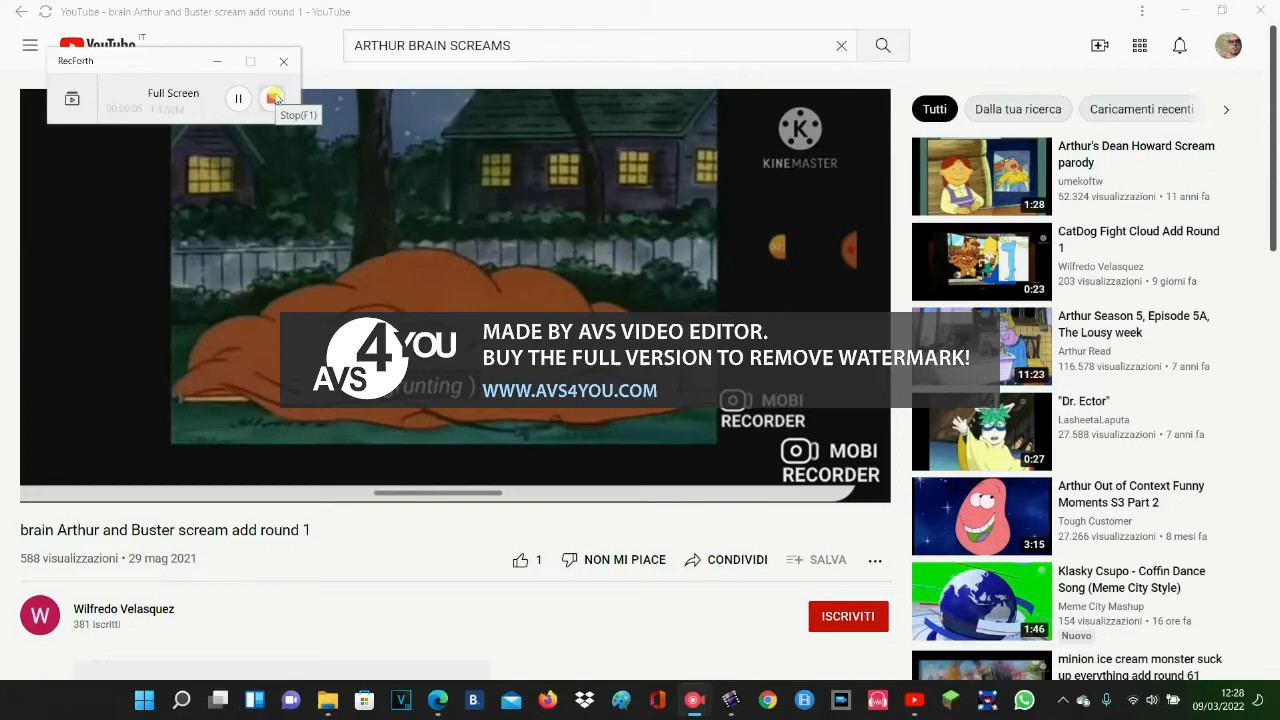 brain Arthur and Buster scream add round 1 - YouTube
YouTube IT
ARTHUR BRAIN SCREAMS
RecForth
Full Screen
00:00:05 | 1/02M
Stop(F1)
KINEMASTER
Tutti
Dalla tua ricerca
Caricamenti recenti
Arthur's Dean Howard Scream
parody
umekoftw
52.324 visualizzazioni • 11 anni fa
1:28
CatDog Fight Cloud Add Round
1
Wilfredo Velasquez
203 visualizzazioni • 9 giorni fa
0:23
Arthur Season 5, Episode 5A,
The Lousy week
Arthur Read
116.578 visualizzazioni • 7 anni fa
11:23
"Dr. Ector"
LasheetaLaputa
27.588 visualizzazioni • 7 anni fa
0:27
Arthur Out of Context Funny
Moments S3 Part 2
Tough Customer
27.266 visualizzazioni • 8 mesi fa
3:15
Klasky Csupo - Coffin Dance
Song (Meme City Style)
Meme City Mashup
154 visualizzazioni • 16 ore fa
Nuovo
1:46
minion ice cream monster suck
up everything add round 61
AVS4YOU
MADE BY AVS VIDEO EDITOR.
BUY THE FULL VERSION TO REMOVE WATERMARK!
WWW.AVS4YOU.COM
grunting )
MOBI
RECORDER
MOBI
RECORDER
brain Arthur and Buster scream add round 1
588 visualizzazioni • 29 mag 2021
1
NON MI PIACE
CONDIVIDI
SALVA
W
Wilfredo Velasquez
381 iscritti
ISCRIVITI
12:28
09/03/2022